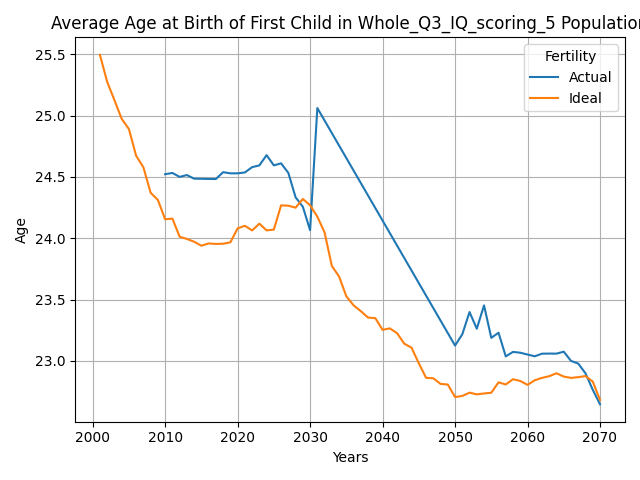 Average Age at Birth of First Child in Whole_Q3_IQ_scoring_5 Population
Fertility
Actual
Ideal
25.5
25.0
24.5
24.0
23.5
23.0
Age
2000 2010 2020 2030 2040 2050 2060 2070
Years